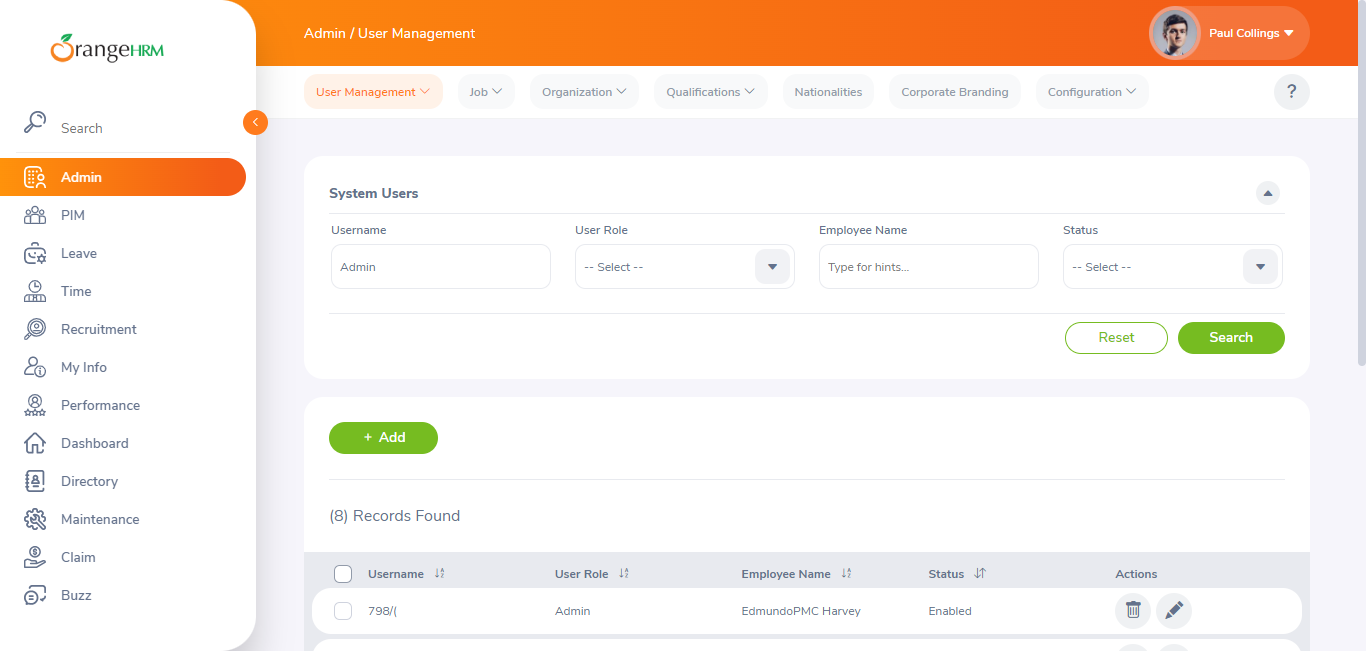 OrangeHRM
Admin / User Management
Paul Collings
User Management
Job
Organization
Qualifications
Nationalities
Corporate Branding
Configuration
?
Search
Admin
PIM
Leave
Time
Recruitment
My Info
Performance
Dashboard
Directory
Maintenance
Claim
Buzz
System Users
Username
User Role
Employee Name
Status
Admin
-- Select --
Type for hints...
-- Select --
Reset
Search
+ Add
(8) Records Found
Username
User Role
Employee Name
Status
Actions
798/(
Admin
EdmundoPMC Harvey
Enabled